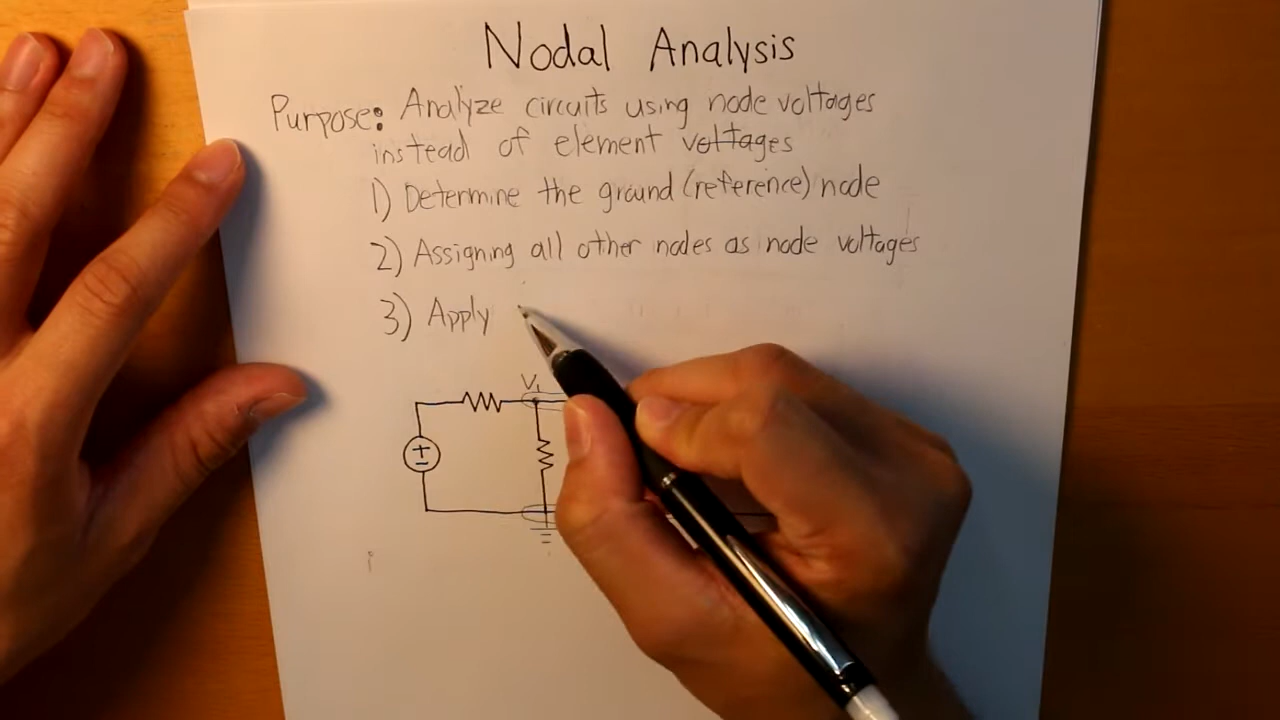 Nodal Analysis
Purpose: Analyze circuits using node voltages
instead of element voltages
1) Determine the ground (reference) node
2) Assigning all other nodes as node voltages
3) Apply
V₁
+
-
i